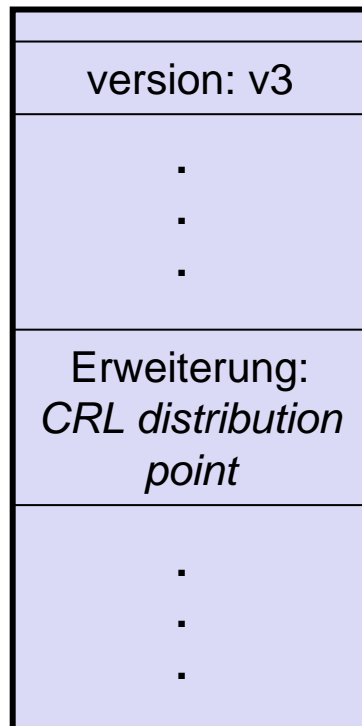 version: v3
.
.
.
Erweiterung:
CRL distribution
point
.
.
.